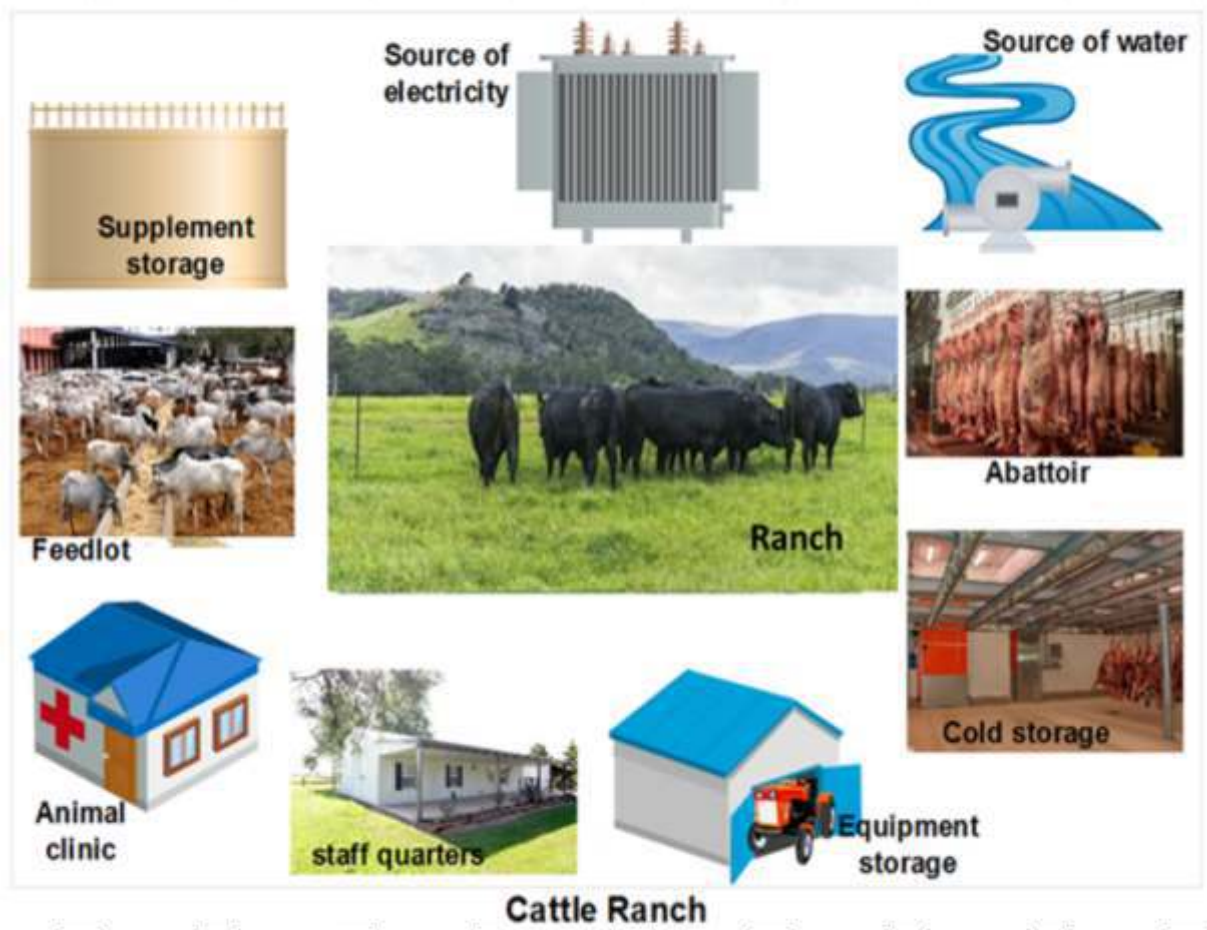 Source of
electricity
Source of water
Supplement
storage
Ranch
Abattoir
Feedlot
Cold storage
Animal
clinic
staff quarters
Equipment
storage
Cattle Ranch